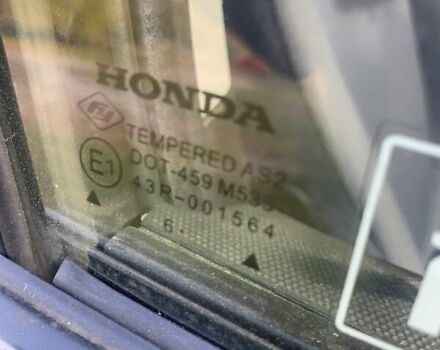 HONDA
TEMPERED AS2
DOT-459 M535
E1
43R-001564
6.